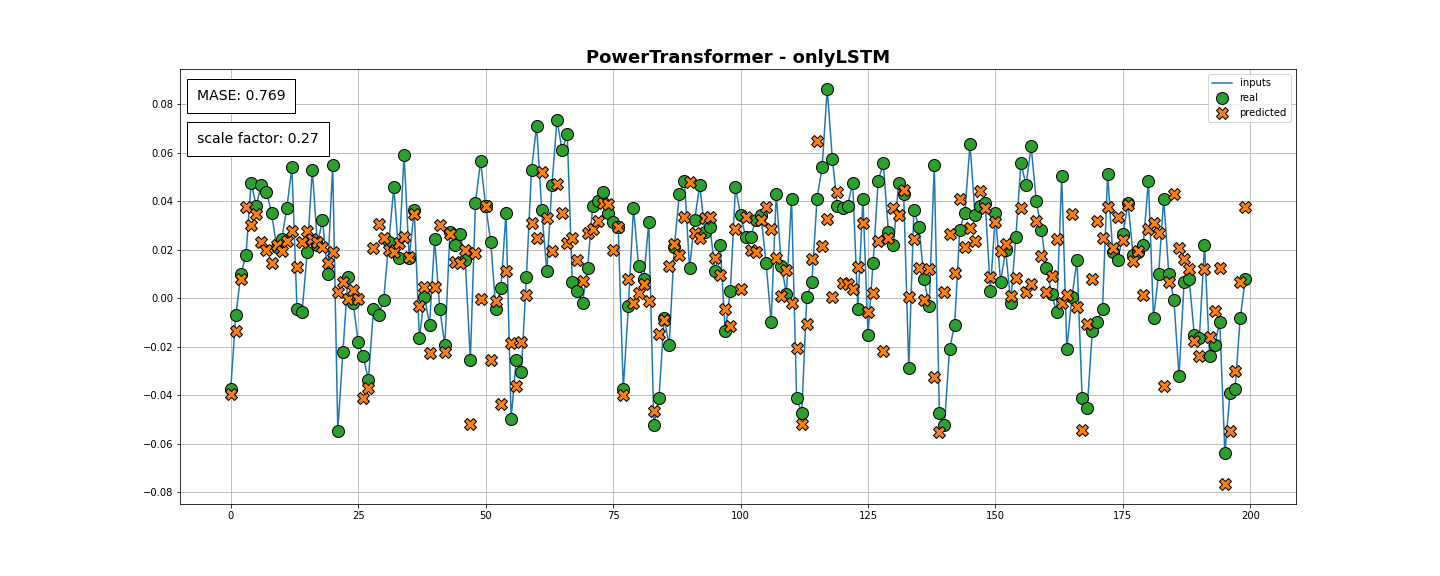 PowerTransformer - onlyLSTM
MASE: 0.769
scale factor: 0.27
inputs
real
predicted
0.08
0.06
0.04
0.02
0.00
−0.02
−0.04
−0.06
−0.08
0 25 50 75 100 125 150 175 200